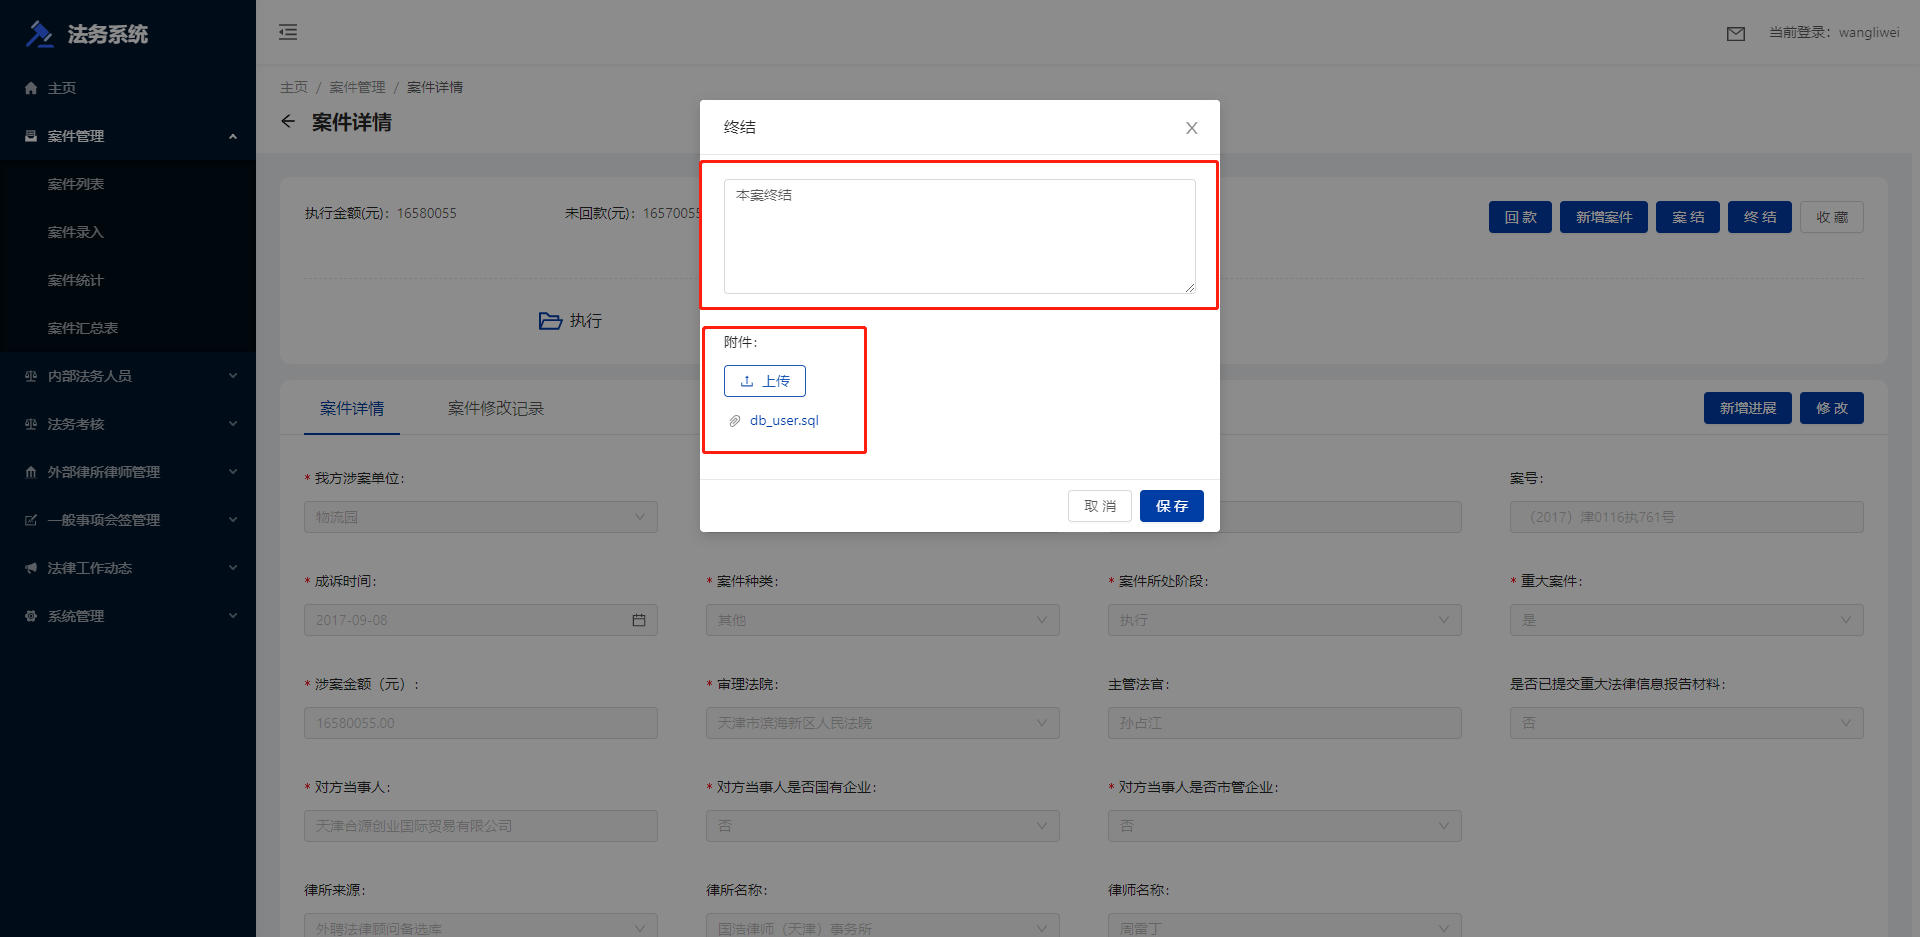 法务系统
主页
案件管理
案件列表
案件录入
案件统计
案件汇总表
内部法务人员
法务考核
外部律所律师管理
一般事项会签管理
法律工作动态
系统管理
当前登录：wangliwei
主页 / 案件管理 / 案件详情
案件详情
执行金额(元)：16580055
未回款(元)：16570055
回 款
新增案件
案 结
终 结
收 藏
执行
终结
本案终结
附件：
上传
db_user.sql
取 消
保 存
案件详情
案件修改记录
新增进展
修 改
* 我方涉案单位：
物流园
案号：
（2017）津0116执761号
* 成诉时间：
2017-09-08
* 案件种类：
其他
* 案件所处阶段：
执行
* 重大案件：
是
* 涉案金额（元）：
16580055.00
* 审理法院：
天津市滨海新区人民法院
主管法官：
孙占江
是否已提交重大法律信息报告材料：
否
* 对方当事人：
天津合源创业国际贸易有限公司
* 对方当事人是否国有企业：
否
* 对方当事人是否市管企业：
否
律所来源：
外聘法律顾问备选库
律所名称：
国浩律师（天津）事务所
律师名称：
周雷丁